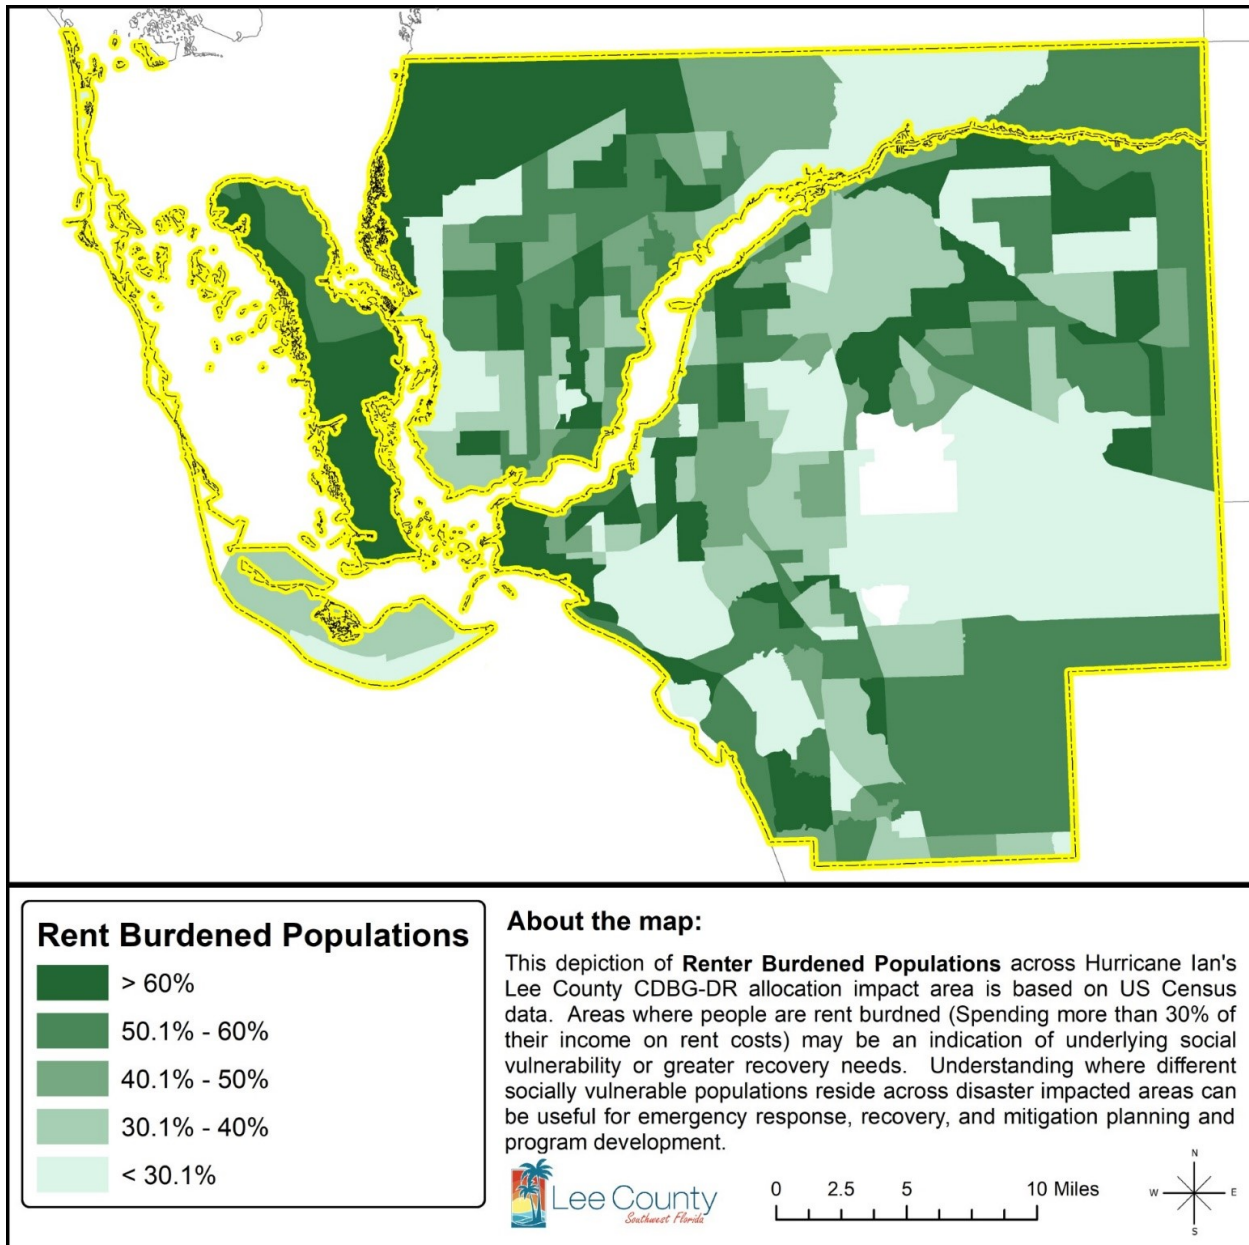 Rent Burdened Populations
> 60%
50.1% - 60%
40.1% - 50%
30.1% - 40%
< 30.1%
About the map:
This depiction of Renter Burdened Populations across Hurricane Ian's
Lee County CDBG-DR allocation impact area is based on US Census
data. Areas where people are rent burdned (Spending more than 30% of
their income on rent costs) may be an indication of underlying social
vulnerability or greater recovery needs. Understanding where different
socially vulnerable populations reside across disaster impacted areas can
be useful for emergency response, recovery, and mitigation planning and
program development.
Lee County
Southwest Florida
0 2.5 5 10 Miles
N
W E
S